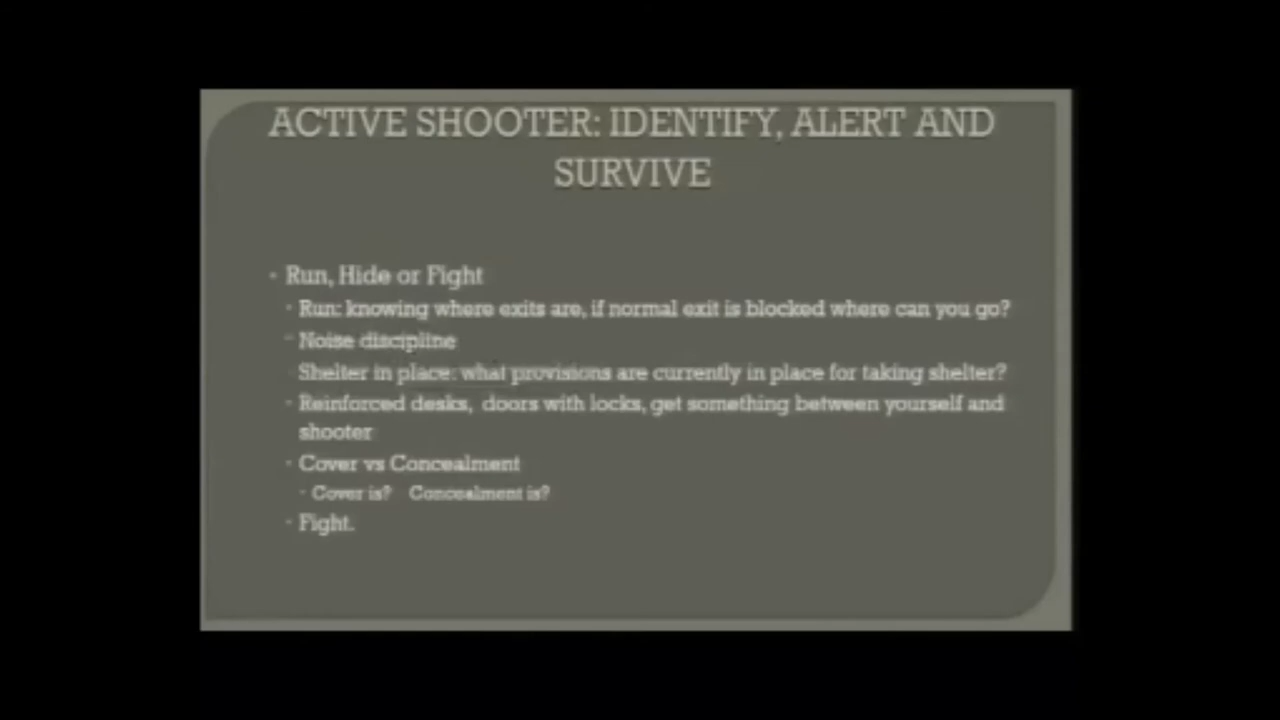 ACTIVE SHOOTER: IDENTIFY, ALERT AND
SURVIVE
• Run, Hide or Fight
• Run: knowing where exits are, if normal exit is blocked where can you go?
• Noise discipline
Shelter in place: what provisions are currently in place for taking shelter?
• Reinforced desks, doors with locks, get something between yourself and
shooter
• Cover vs Concealment
• Cover is? Concealment is?
• Fight.